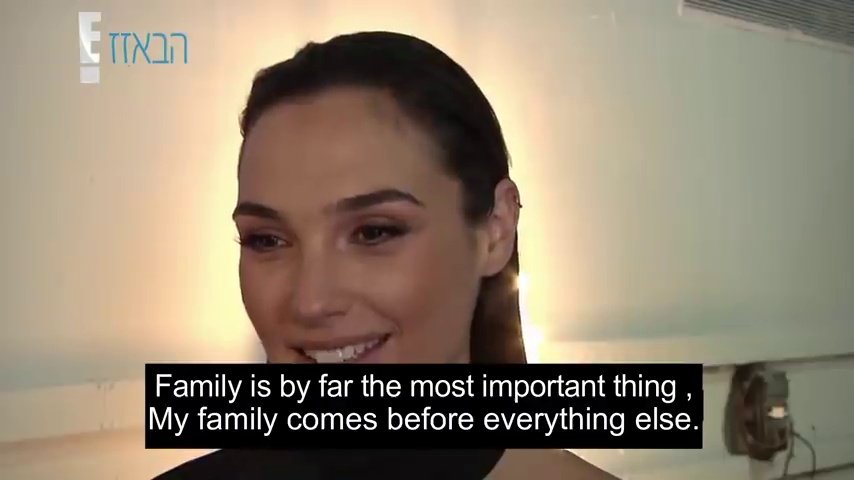 E! הבאזז
Family is by far the most important thing ,
My family comes before everything else.